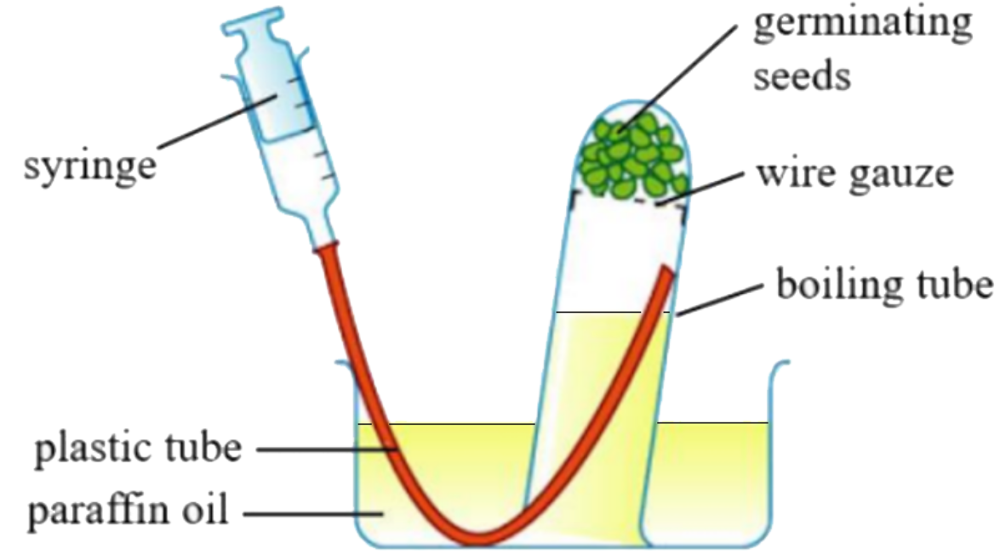 germinating
seeds
syringe
wire gauze
boiling tube
plastic tube
paraffin oil